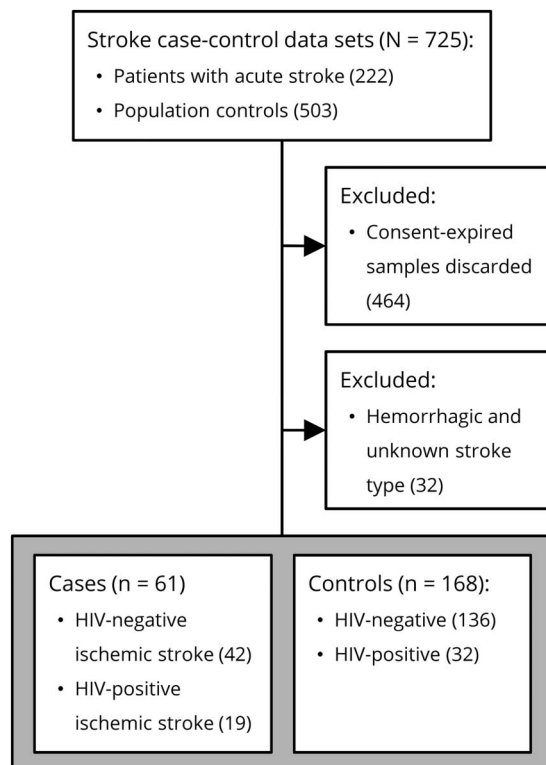 Stroke case-control data sets (N = 725):
• Patients with acute stroke (222)
• Population controls (503)
Excluded:
• Consent-expired
samples discarded
(464)
Excluded:
• Hemorrhagic and
unknown stroke
type (32)
Cases (n = 61)
• HIV-negative
ischemic stroke (42)
• HIV-positive
ischemic stroke (19)
Controls (n = 168):
• HIV-negative (136)
• HIV-positive (32)